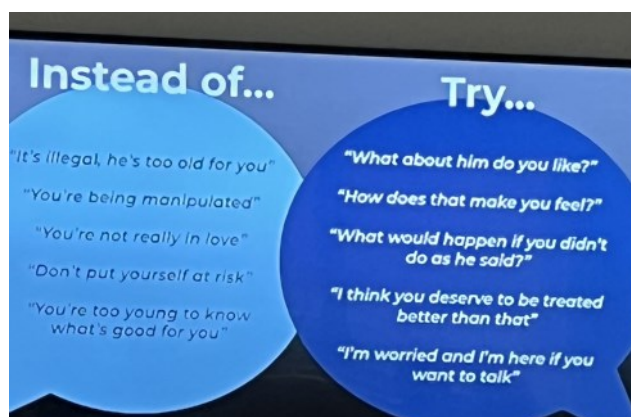 Instead of...
"It's illegal, he's too old for you"
"You're being manipulated"
"You're not really in love"
"Don't put yourself at risk"
"You're too young to know
what's good for you"
Try...
"What about him do you like?"
"How does that make you feel?"
"What would happen if you didn't
do as he said?"
"I think you deserve to be treated
better than that"
"I'm worried and I'm here if you
want to talk"